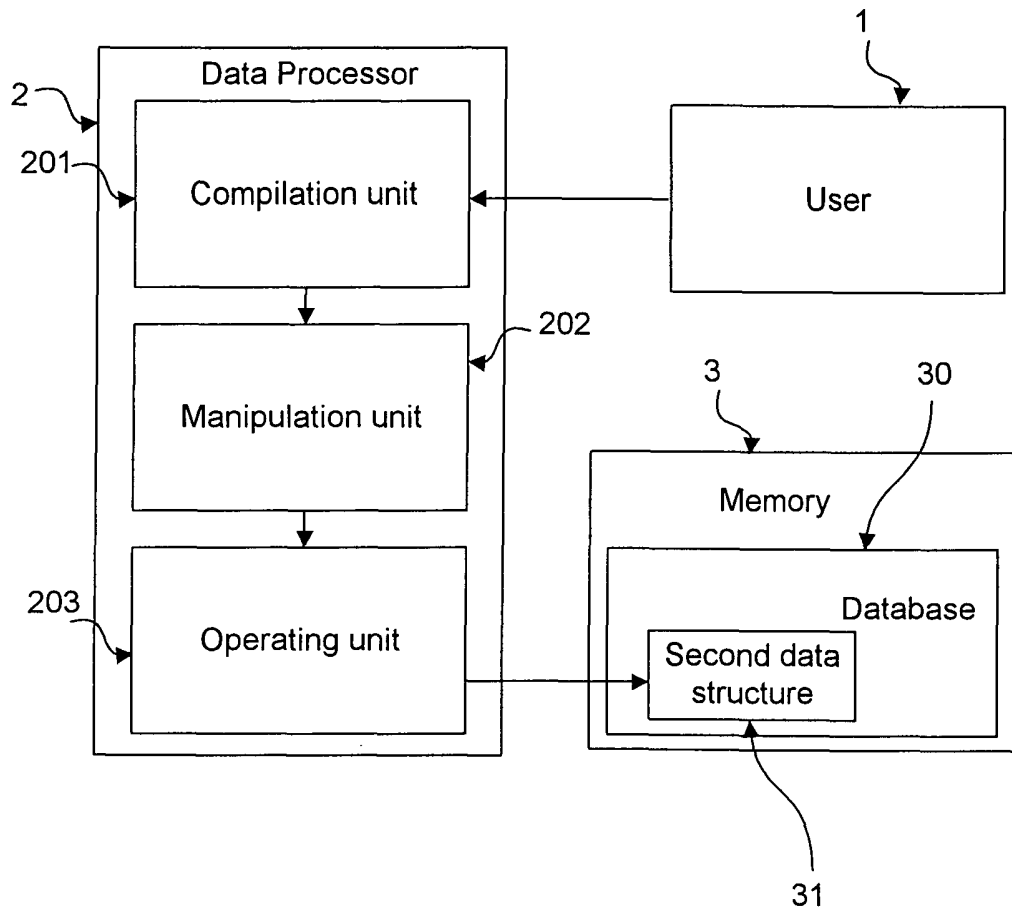 1
Data Processor
2
201
Compilation unit
User
202
Manipulation unit
3
30
Memory
203
Operating unit
Database
Second data
structure
31